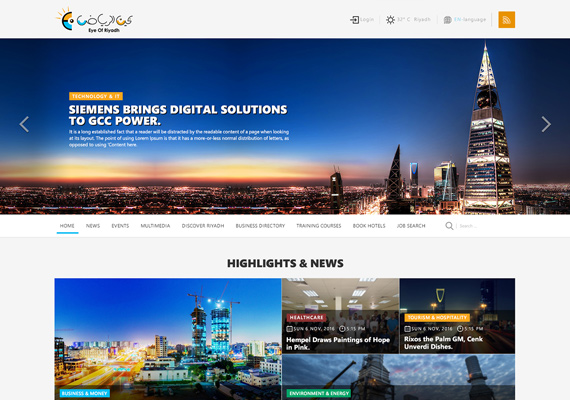 عين الرياض
Eye Of Riyadh
Login
32° C Riyadh
EN-language
TECHNOLOGY & IT
SIEMENS BRINGS DIGITAL SOLUTIONS
TO GCC POWER.
It is a long established fact that a reader will be distracted by the readable content of a page when looking
at its layout. The point of using Lorem Ipsum is that it has a more-or-less normal distribution of letters, as
opposed to using 'Content here.
HOME NEWS EVENTS MULTIMEDIA DISCOVER RIYADH BUSINESS DIRECTORY TRAINING COURSES BOOK HOTELS JOB SEARCH Search...
HIGHLIGHTS & NEWS
HEALTHCARE
SUN 6 NOV, 2016 5:15 PM
Hempel Draws Paintings of Hope
in Pink.
TOURISM & HOSPITALITY
SUN 6 NOV, 2016 5:15 PM
Rixos the Palm GM, Cenk
Unverdi Dishes.
BUSINESS & MONEY
ENVIRONMENT & ENERGY